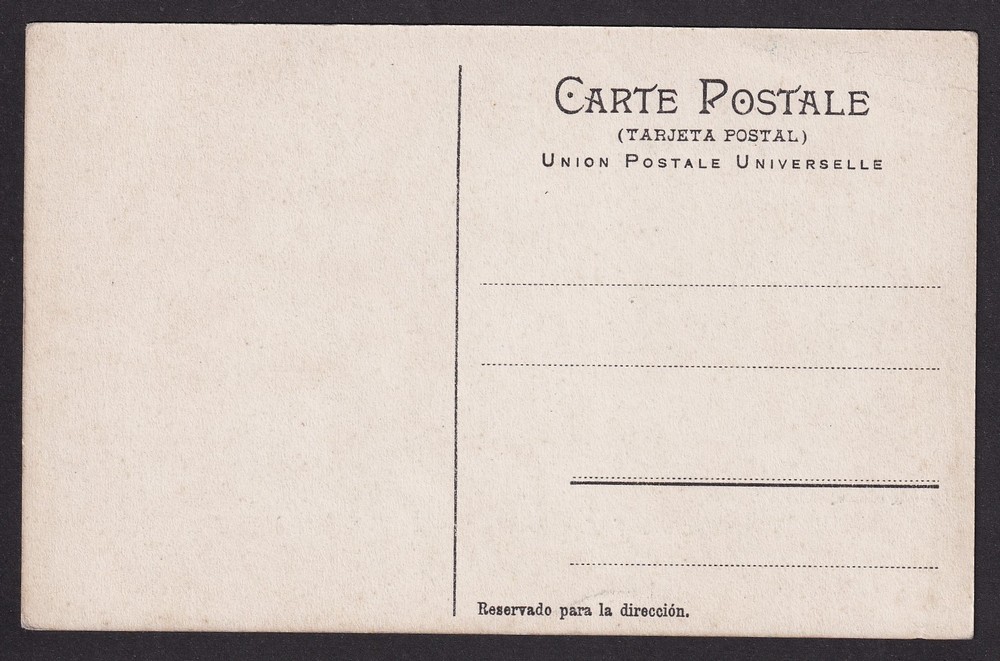 CARTE POSTALE
(TARJETA POSTAL)
UNION POSTALE UNIVERSELLE
Reservado para la dirección.